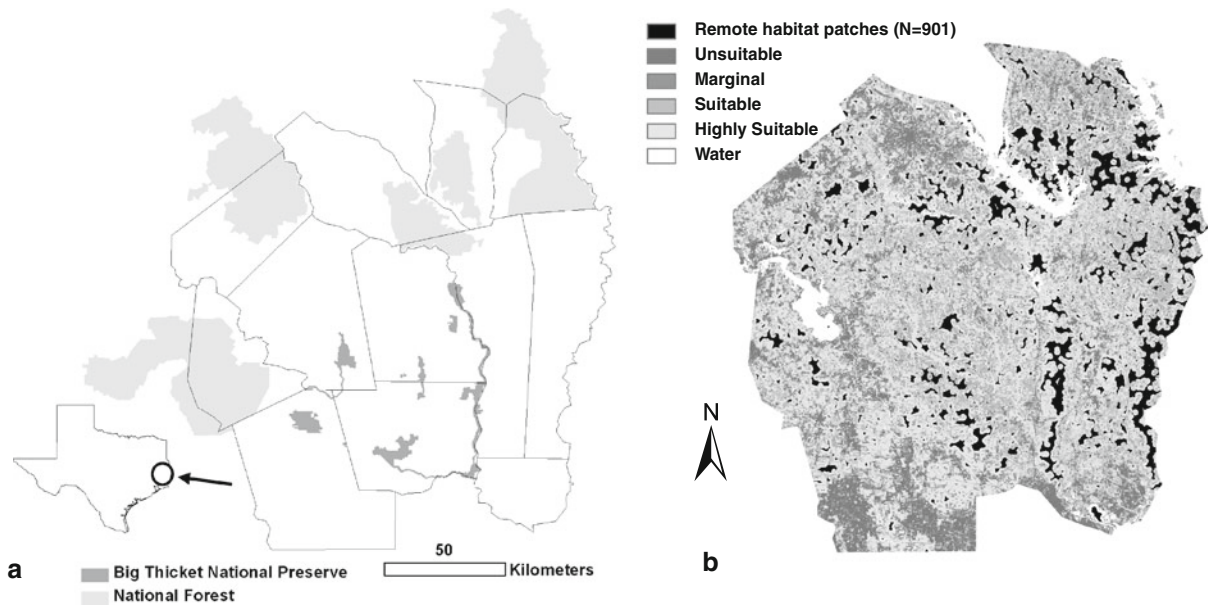 a
50
Kilometers
Big Thicket National Preserve
National Forest
Remote habitat patches (N=901)
Unsuitable
Marginal
Suitable
Highly Suitable
Water
N
b